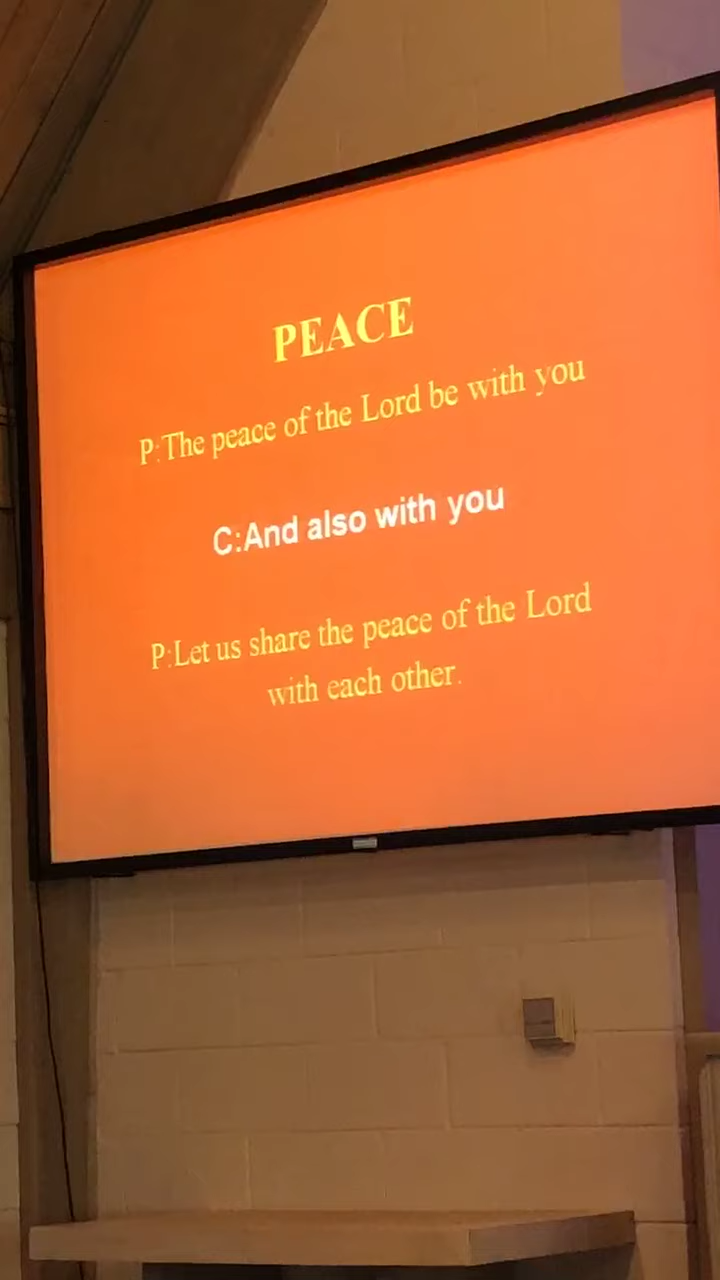 PEACE
P:The peace of the Lord be with you
C:And also with you
P:Let us share the peace of the Lord
with each other.